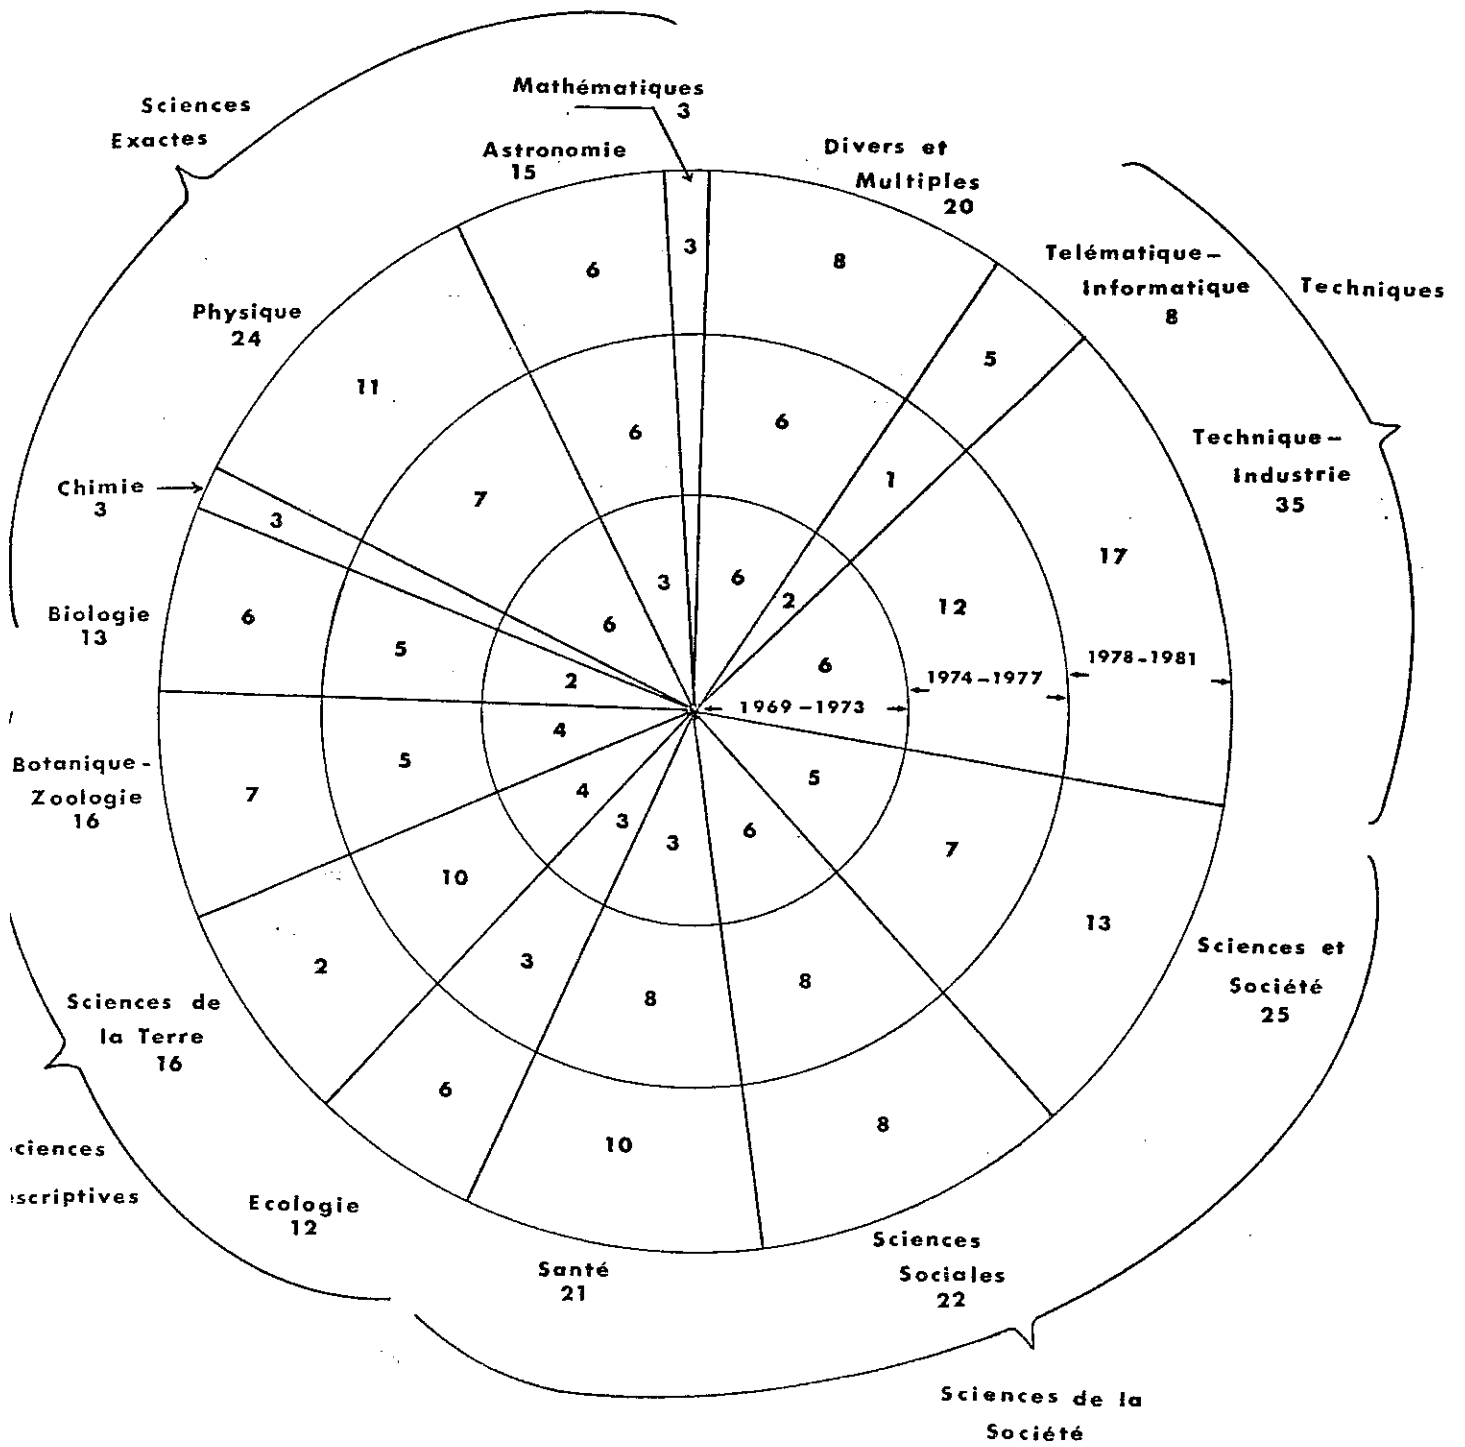 Mathématiques
3
Sciences
Exactes
Astronomie
15
Divers et
Multiples
20
Telématique –
Informatique
8
Techniques
Physique
24
Technique –
Industrie
35
Chimie
3
Biologie
13
Botanique -
Zoologie
16
Sciences de
la Terre
16
Ecologie
12
Santé
21
Sciences
Sociales
22
Sciences et
Société
25
Sciences de la
Société
ciences
scriptives
1969 – 1973
1974 – 1977
1978 - 1981
3
6
8
5
11
6
6
7
1
3
17
12
3
6
2
6
6
5
6
2
4
5
7
5
4
3
3
6
7
10
13
2
3
8
8
6
10
8